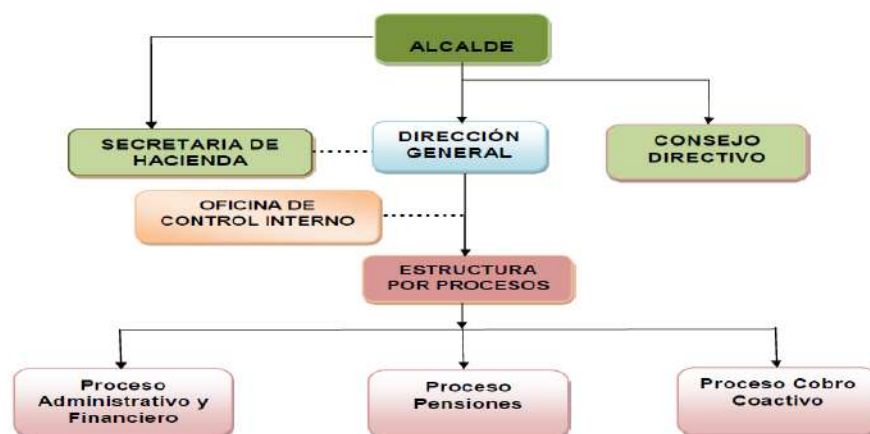 ALCALDE
SECRETARIA DE
HACIENDA
DIRECCIÓN
GENERAL
CONSEJO
DIRECTIVO
OFICINA DE
CONTROL INTERNO
ESTRUCTURA
POR PROCESOS
Proceso
Administrativo y
Financiero
Proceso
Pensiones
Proceso Cobro
Coactivo